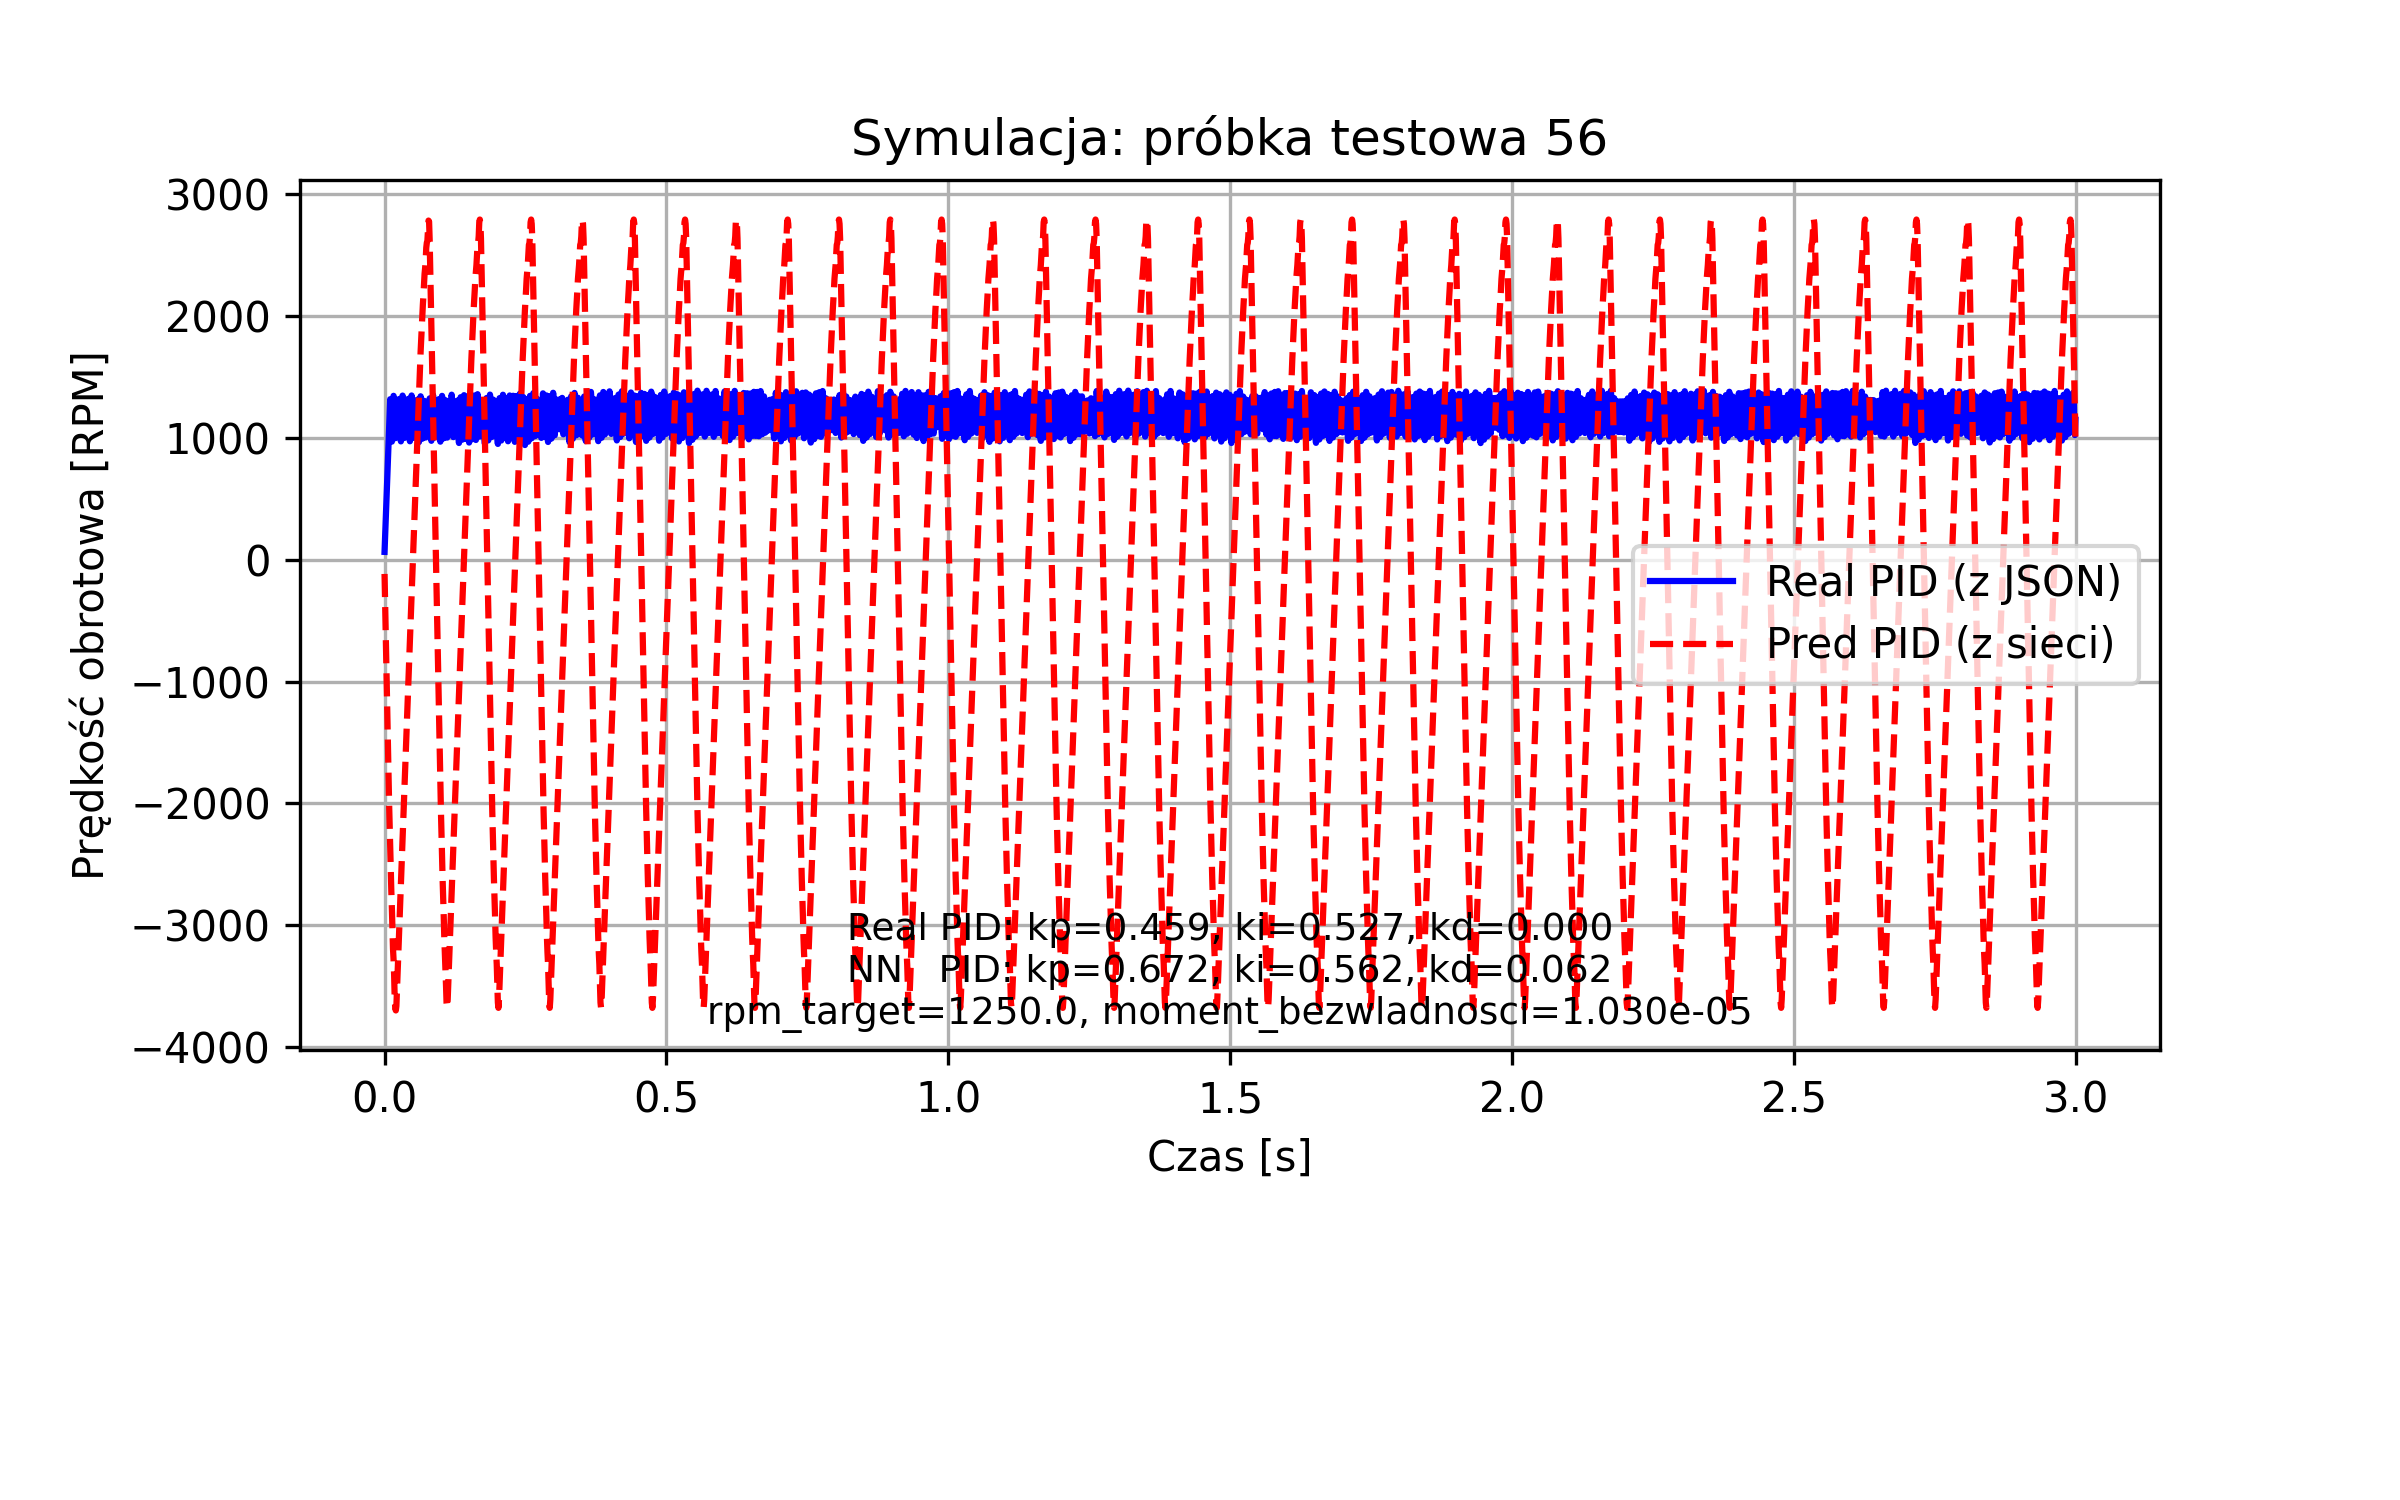 Symulacja: próbka testowa 56
Prędkość obrotowa [RPM]
3000
2000
1000
0
−1000
−2000
−3000
−4000
Real PID (z JSON)
Pred PID (z sieci)
Real PID: kp=0.459, ki=0.527, kd=0.000
NN   PID: kp=0.672, ki=0.562, kd=0.062
rpm_target=1250.0, moment_bezwladnosci=1.030e-05
0.0 0.5 1.0 1.5 2.0 2.5 3.0
Czas [s]